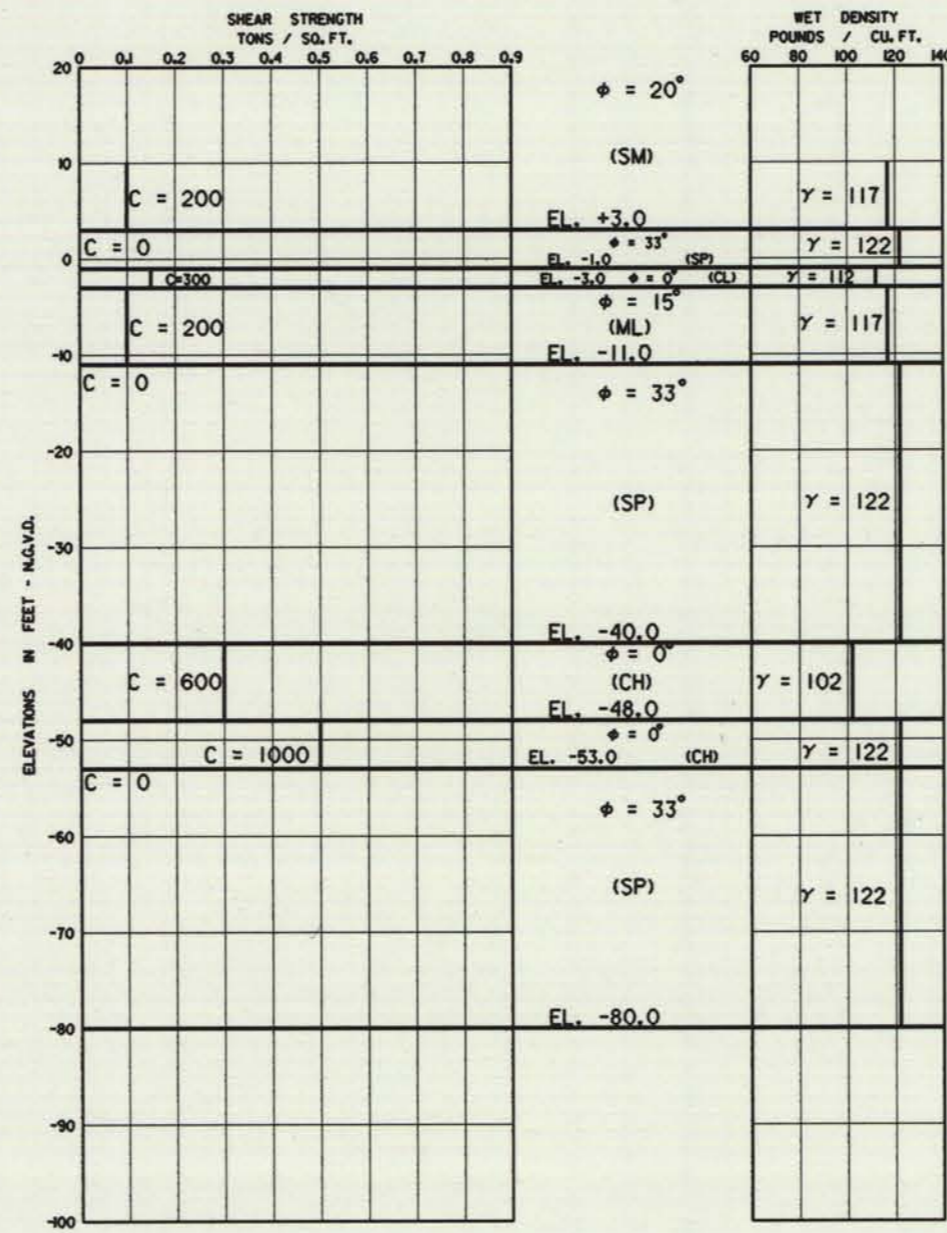 SHEAR STRENGTH
TONS / SQ. FT.
WET DENSITY
POUNDS / CU. FT.
0 0.1 0.2 0.3 0.4 0.5 0.6 0.7 0.8 0.9
60 80 100 120 140
20
ϕ = 20°
(SM)
10
C = 200
γ = 117
EL. +3.0
C = 0
ϕ = 33°
γ = 122
0
EL. -1.0 (SP)
C=300
EL. -3.0 ϕ = 0° (CL)
γ = 112
ϕ = 15°
C = 200
(ML)
γ = 117
-10
EL. -11.0
C = 0
ϕ = 33°
-20
(SP)
γ = 122
-30
ELEVATIONS IN FEET - N.G.V.D.
-40
EL. -40.0
ϕ = 0°
C = 600
(CH)
γ = 102
EL. -48.0
ϕ = 0°
-50
C = 1000
EL. -53.0 (CH)
γ = 122
C = 0
ϕ = 33°
-60
(SP)
γ = 122
-70
EL. -80.0
-80
-90
-100